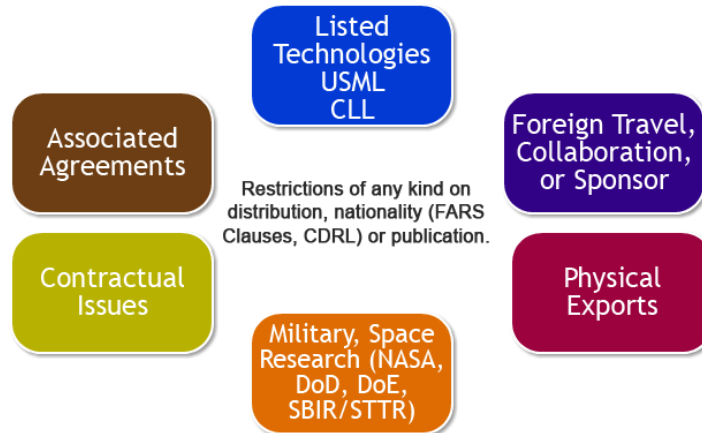 Listed
Technologies
USML
CLL
Associated
Agreements
Foreign Travel,
Collaboration,
or Sponsor
Restrictions of any kind on
distribution, nationality (FARS
Clauses, CDRL) or publication.
Contractual
Issues
Physical
Exports
Military, Space
Research (NASA,
DoD, DoE,
SBIR/STTR)